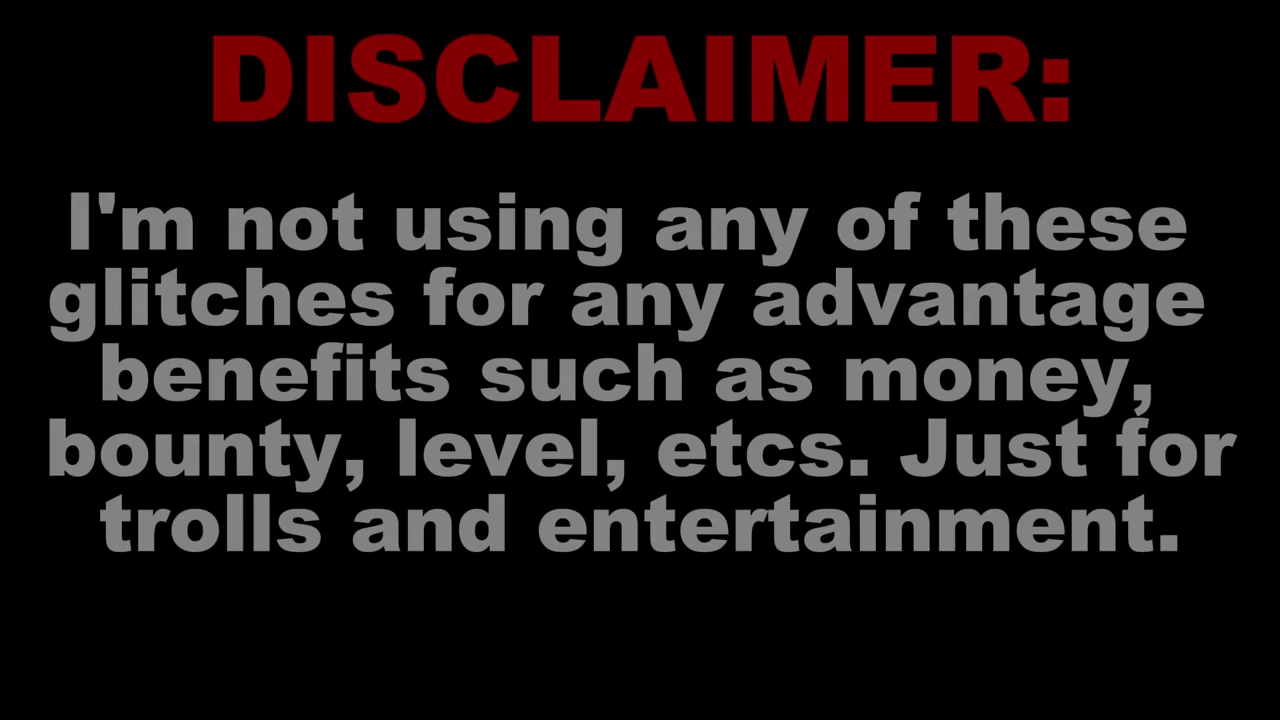 DISCLAIMER:
I'm not using any of these
glitches for any advantage
benefits such as money,
bounty, level, etcs. Just for
trolls and entertainment.